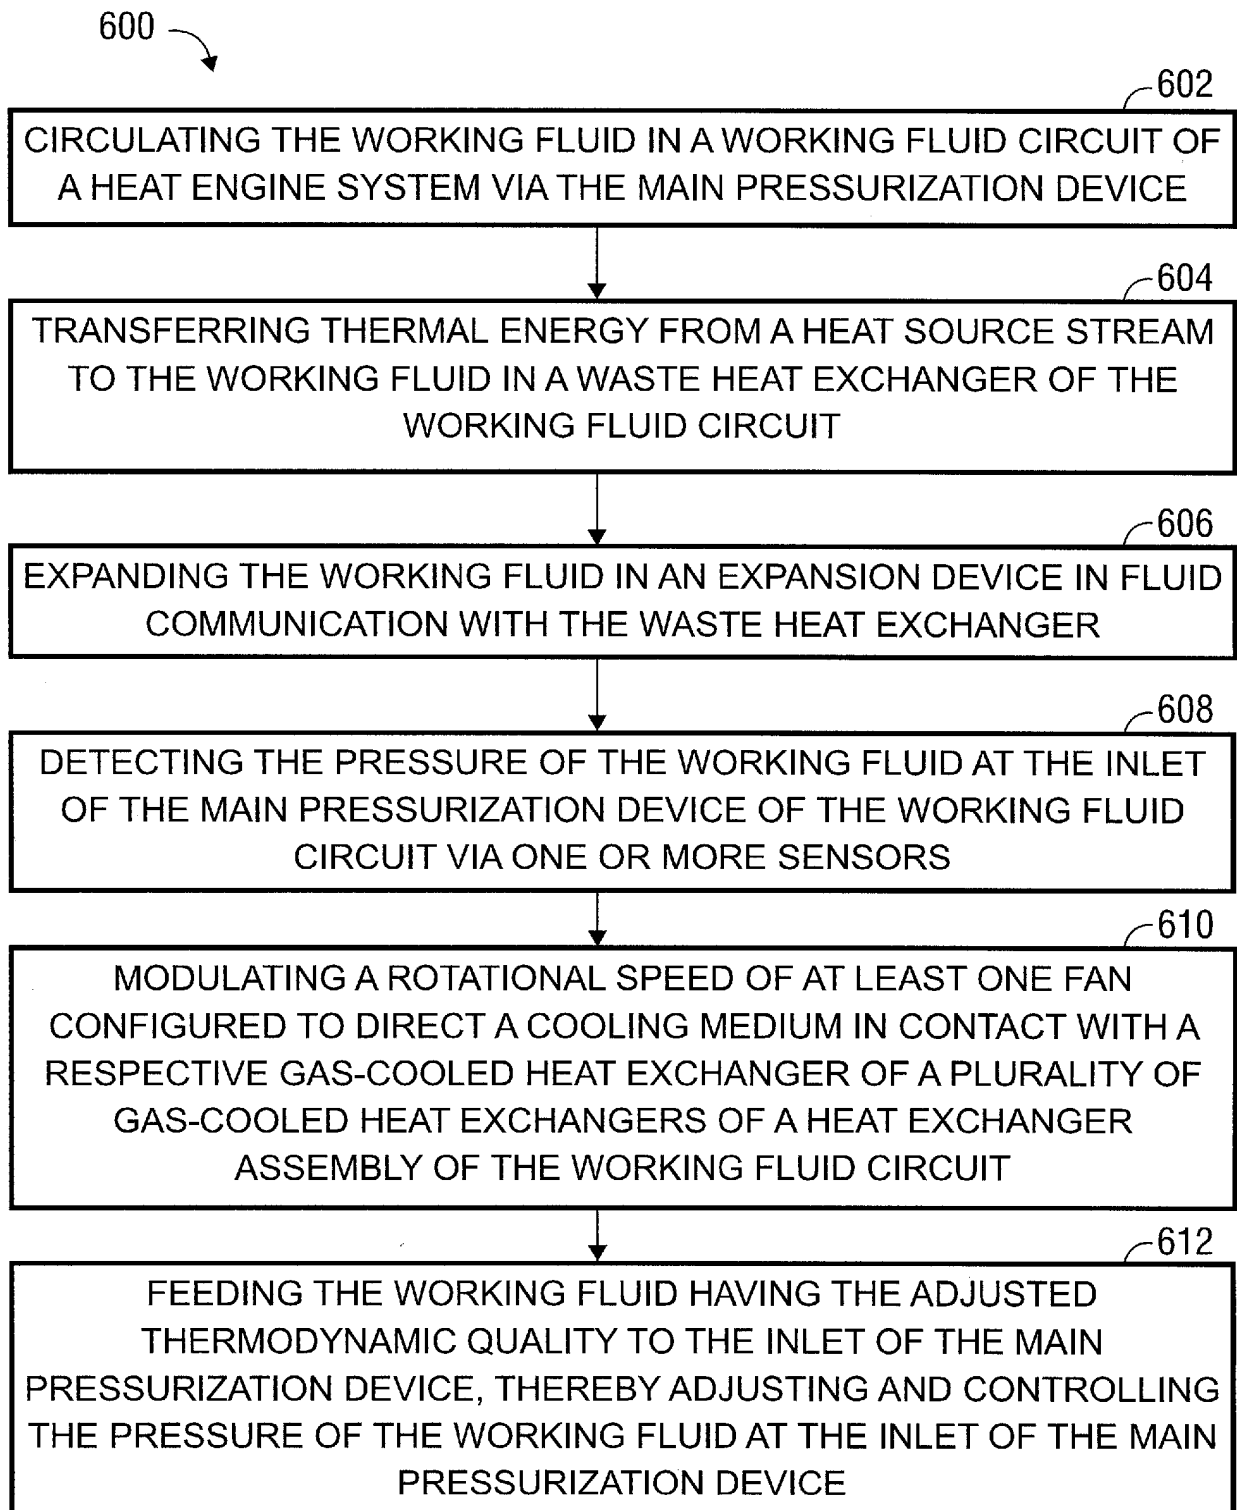 600
602
CIRCULATING THE WORKING FLUID IN A WORKING FLUID CIRCUIT OF
A HEAT ENGINE SYSTEM VIA THE MAIN PRESSURIZATION DEVICE
604
TRANSFERRING THERMAL ENERGY FROM A HEAT SOURCE STREAM
TO THE WORKING FLUID IN A WASTE HEAT EXCHANGER OF THE
WORKING FLUID CIRCUIT
606
EXPANDING THE WORKING FLUID IN AN EXPANSION DEVICE IN FLUID
COMMUNICATION WITH THE WASTE HEAT EXCHANGER
608
DETECTING THE PRESSURE OF THE WORKING FLUID AT THE INLET
OF THE MAIN PRESSURIZATION DEVICE OF THE WORKING FLUID
CIRCUIT VIA ONE OR MORE SENSORS
610
MODULATING A ROTATIONAL SPEED OF AT LEAST ONE FAN
CONFIGURED TO DIRECT A COOLING MEDIUM IN CONTACT WITH A
RESPECTIVE GAS-COOLED HEAT EXCHANGER OF A PLURALITY OF
GAS-COOLED HEAT EXCHANGERS OF A HEAT EXCHANGER
ASSEMBLY OF THE WORKING FLUID CIRCUIT
612
FEEDING THE WORKING FLUID HAVING THE ADJUSTED
THERMODYNAMIC QUALITY TO THE INLET OF THE MAIN
PRESSURIZATION DEVICE, THEREBY ADJUSTING AND CONTROLLING
THE PRESSURE OF THE WORKING FLUID AT THE INLET OF THE MAIN
PRESSURIZATION DEVICE